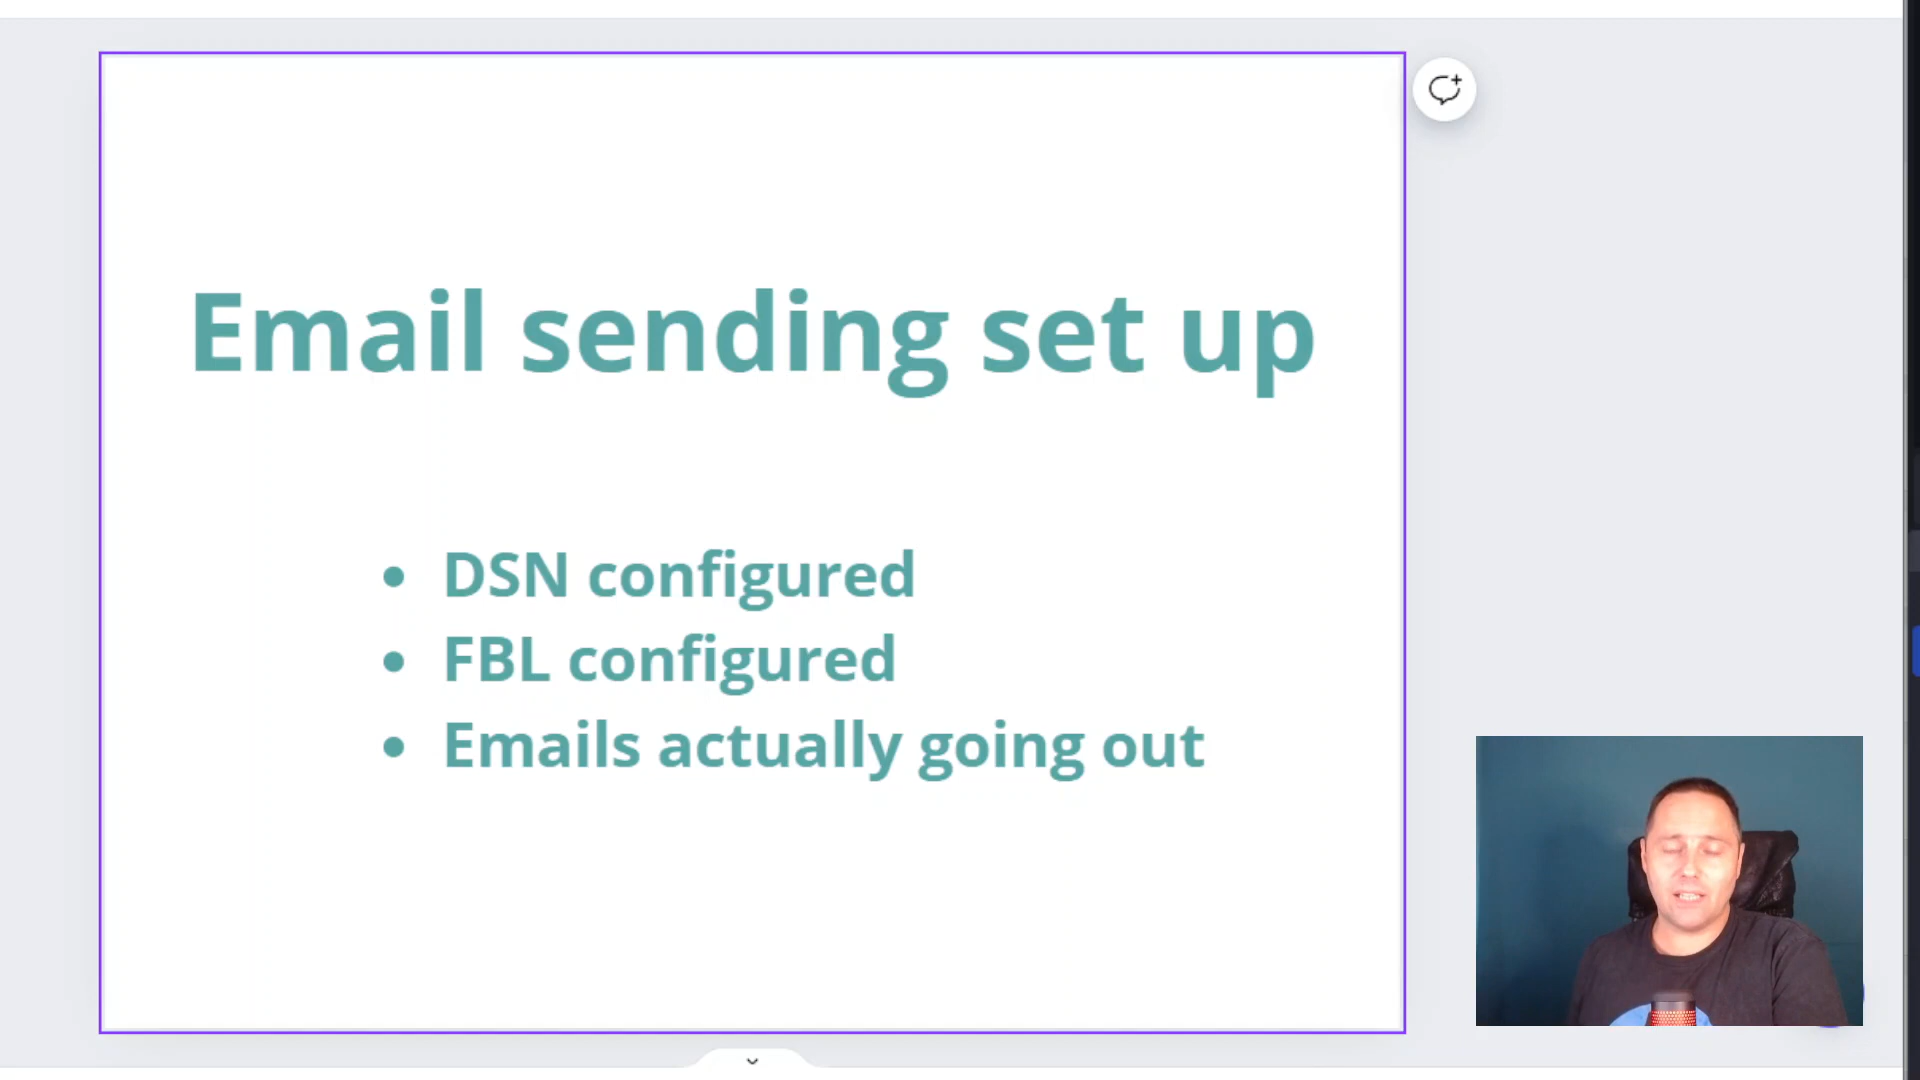 Email sending set up
DSN configured
FBL configured
Emails actually going out